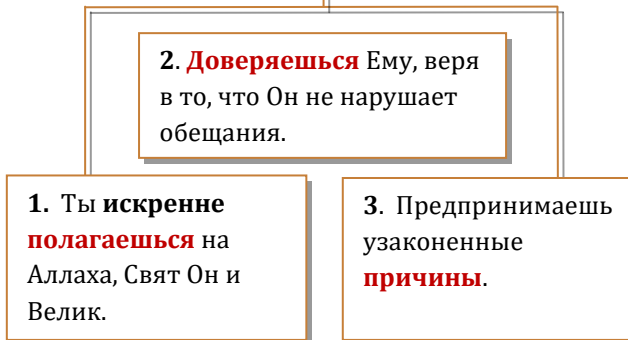 2. Доверяешься Ему, веря
в то, что Он не нарушает
обещания.
1. Ты искренне
полагаешься на
Аллаха, Свят Он и
Велик.
3. Предпринимаешь
узаконенные
причины.